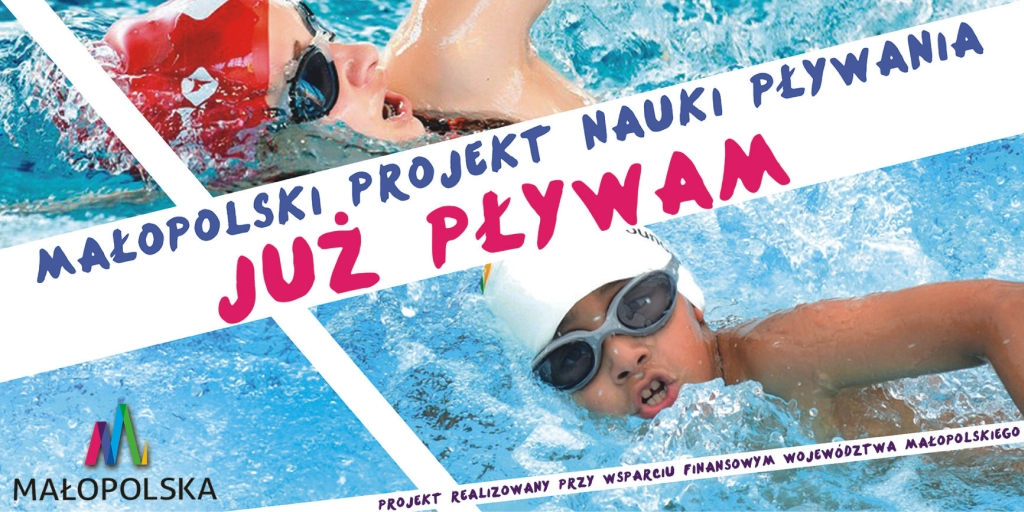 MAŁOPOLSKI PROJEKT NAUKI PŁYWANIA
JUŻ PŁYWAM
MAŁOPOLSKA
PROJEKT REALIZOWANY PRZY WSPARCIU FINANSOWYM WOJEWÓDZTWA MAŁOPOLSKIEGO